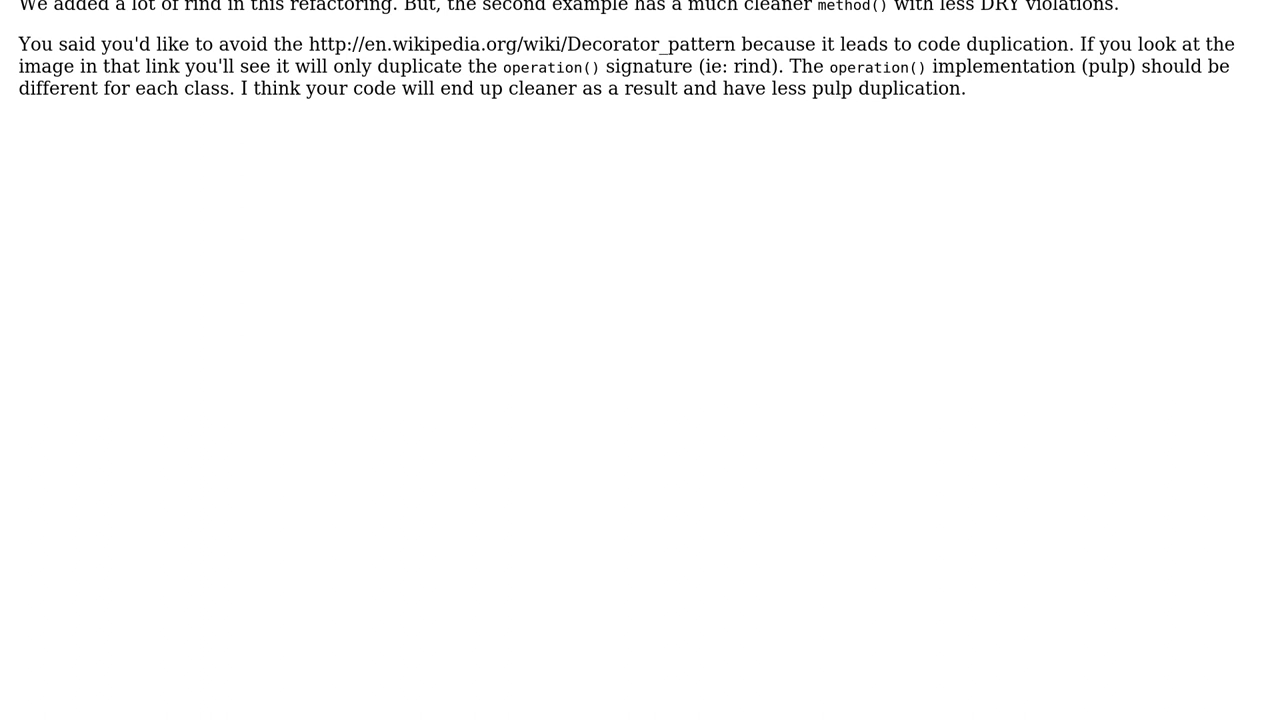 We added a lot of rind in this refactoring. But, the second example has a much cleaner method() with less DRY violations.
You said you'd like to avoid the http://en.wikipedia.org/wiki/Decorator_pattern because it leads to code duplication. If you look at the
image in that link you'll see it will only duplicate the operation() signature (ie: rind). The operation() implementation (pulp) should be
different for each class. I think your code will end up cleaner as a result and have less pulp duplication.